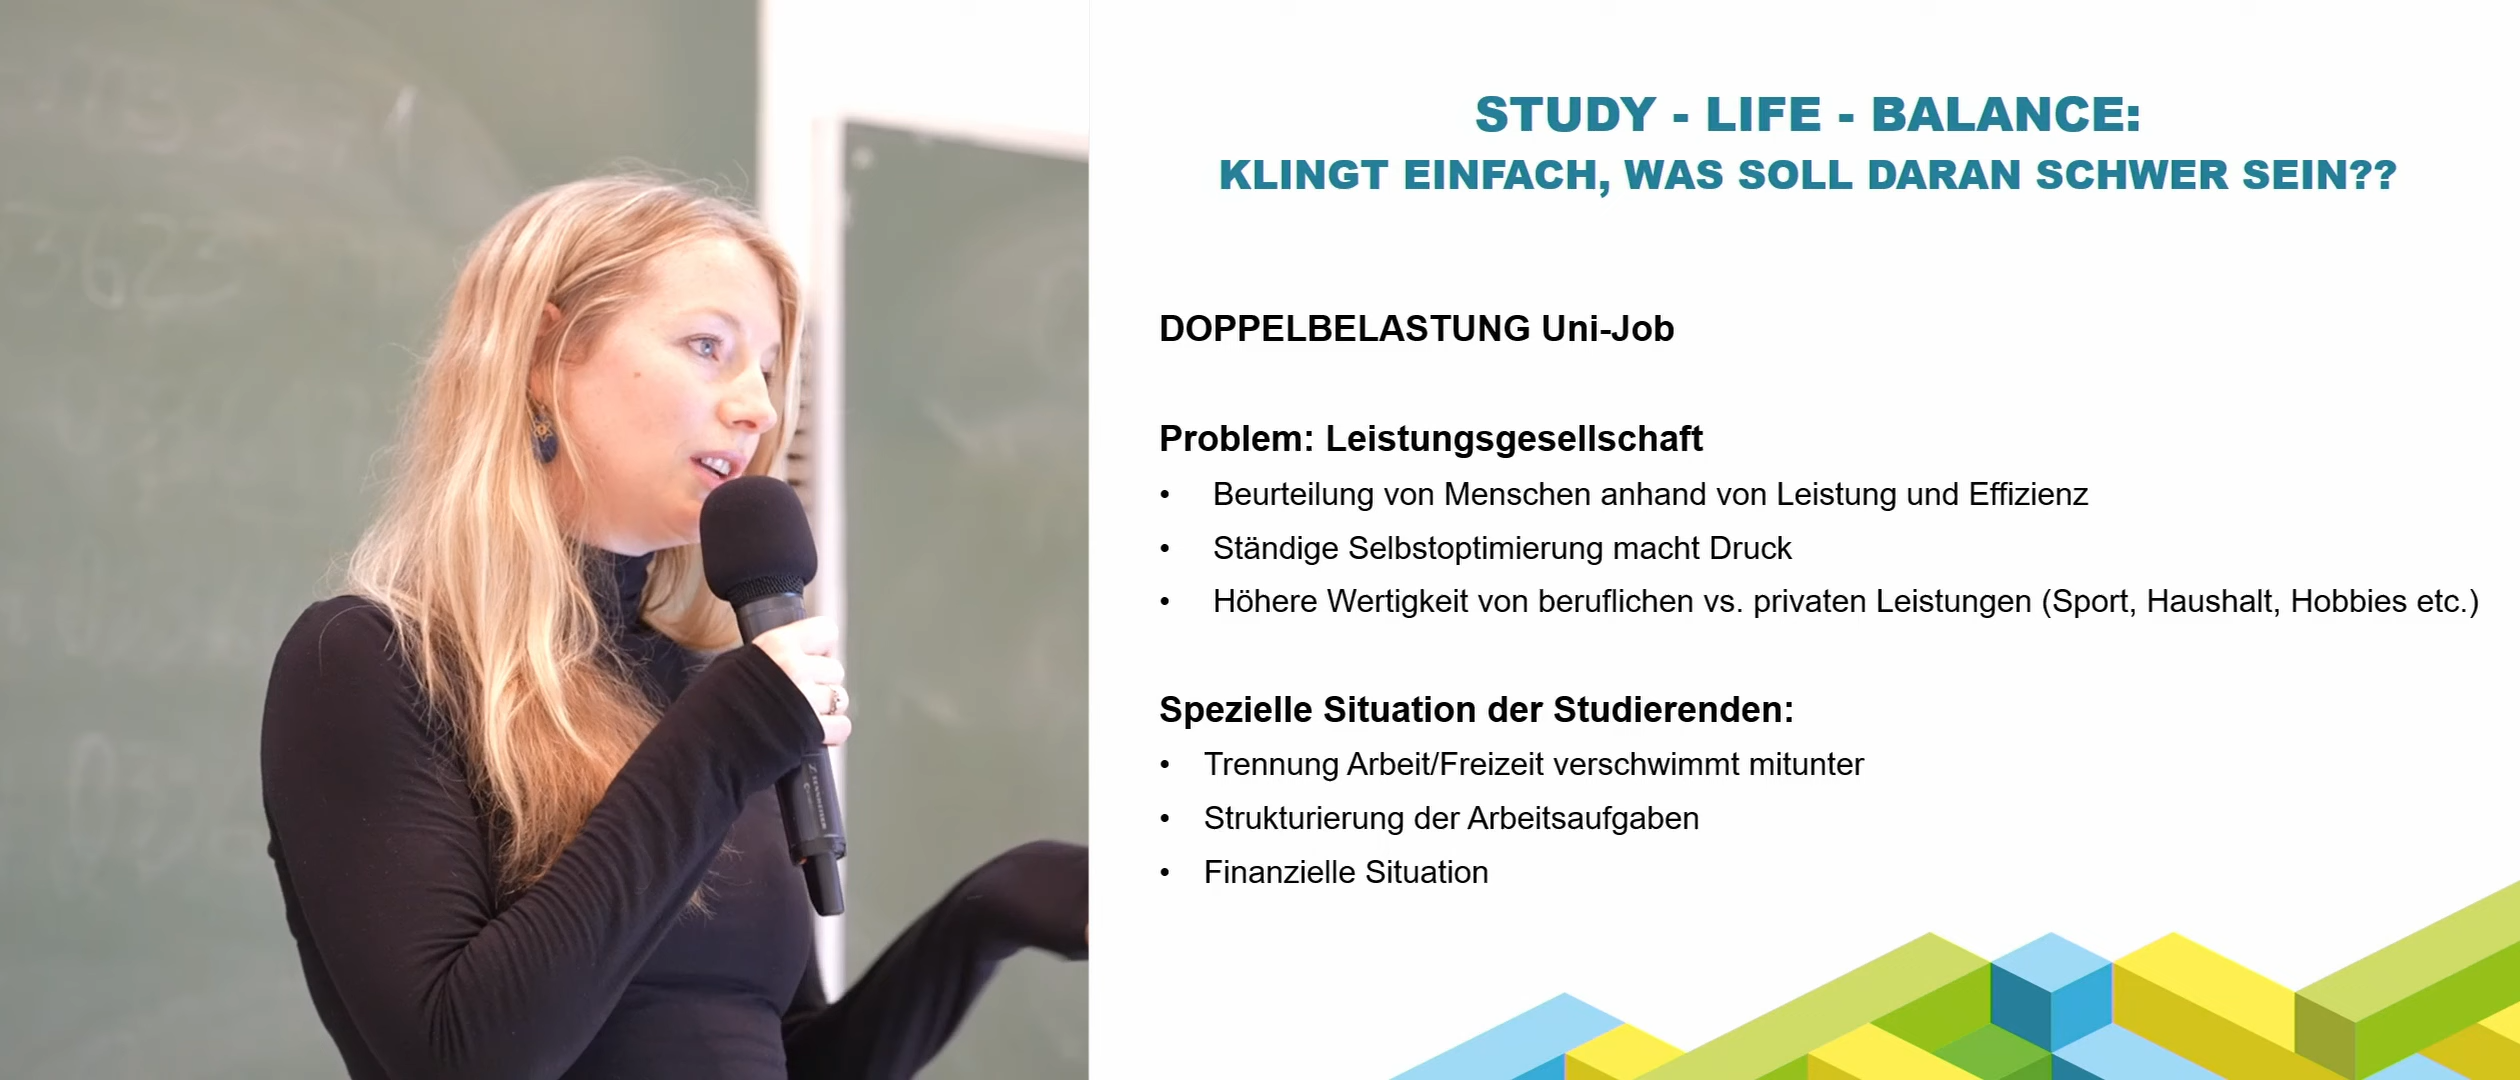 STUDY - LIFE - BALANCE:
KLINGT EINFACH, WAS SOLL DARAN SCHWER SEIN??
DOPPELBELASTUNG Uni-Job
Problem: Leistungsgesellschaft
• Beurteilung von Menschen anhand von Leistung und Effizienz
• Ständige Selbstoptimierung macht Druck
• Höhere Wertigkeit von beruflichen vs. privaten Leistungen (Sport, Haushalt, Hobbies etc.)
Spezielle Situation der Studierenden:
• Trennung Arbeit/Freizeit verschwimmt mitunter
• Strukturierung der Arbeitsaufgaben
• Finanzielle Situation
SENNHEISER